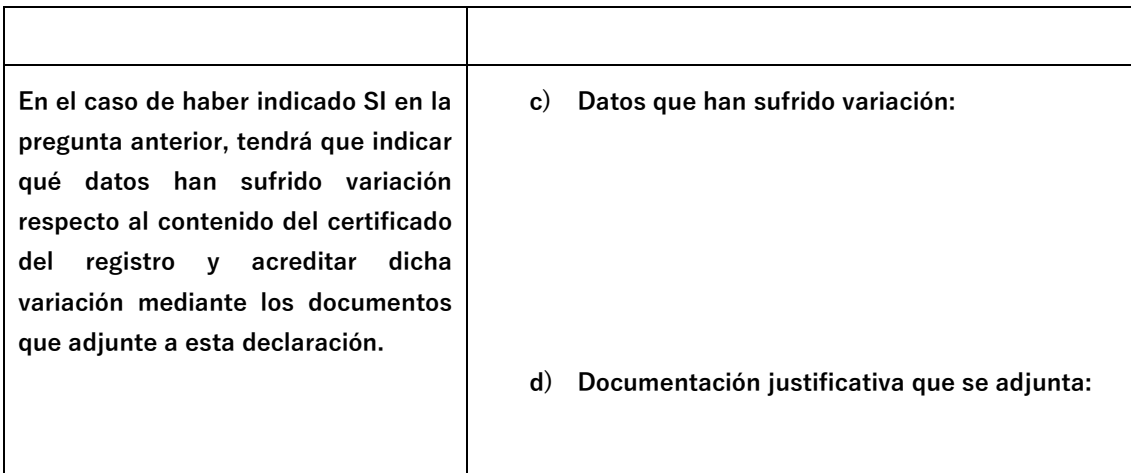 En el caso de haber indicado SI en la
pregunta anterior, tendrá que indicar
qué datos han sufrido variación
respecto al contenido del certificado
del registro y acreditar dicha
variación mediante los documentos
que adjunte a esta declaración.
c) Datos que han sufrido variación:
d) Documentación justificativa que se adjunta: